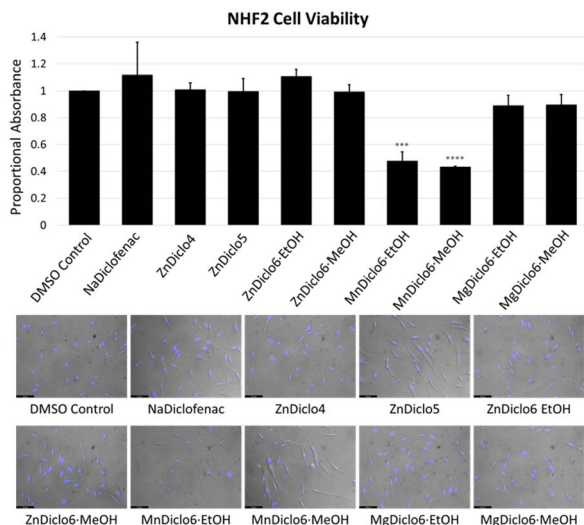 NHF2 Cell Viability
Proportional Absorbance
1.4
1.2
1
0.8
0.6
0.4
0.2
0
***
****
DMSO Control
NaDiclofenac
ZnDiclo4
ZnDiclo5
ZnDiclo6·EtOH
ZnDiclo6·MeOH
MnDiclo6·EtOH
MnDiclo6·MeOH
MgDiclo6·EtOH
MgDiclo6·MeOH
DMSO Control NaDiclofenac ZnDiclo4 ZnDiclo5 ZnDiclo6 EtOH
ZnDiclo6·MeOH MnDiclo6·EtOH MnDiclo6·MeOH MgDiclo6·EtOH MgDiclo6·MeOH